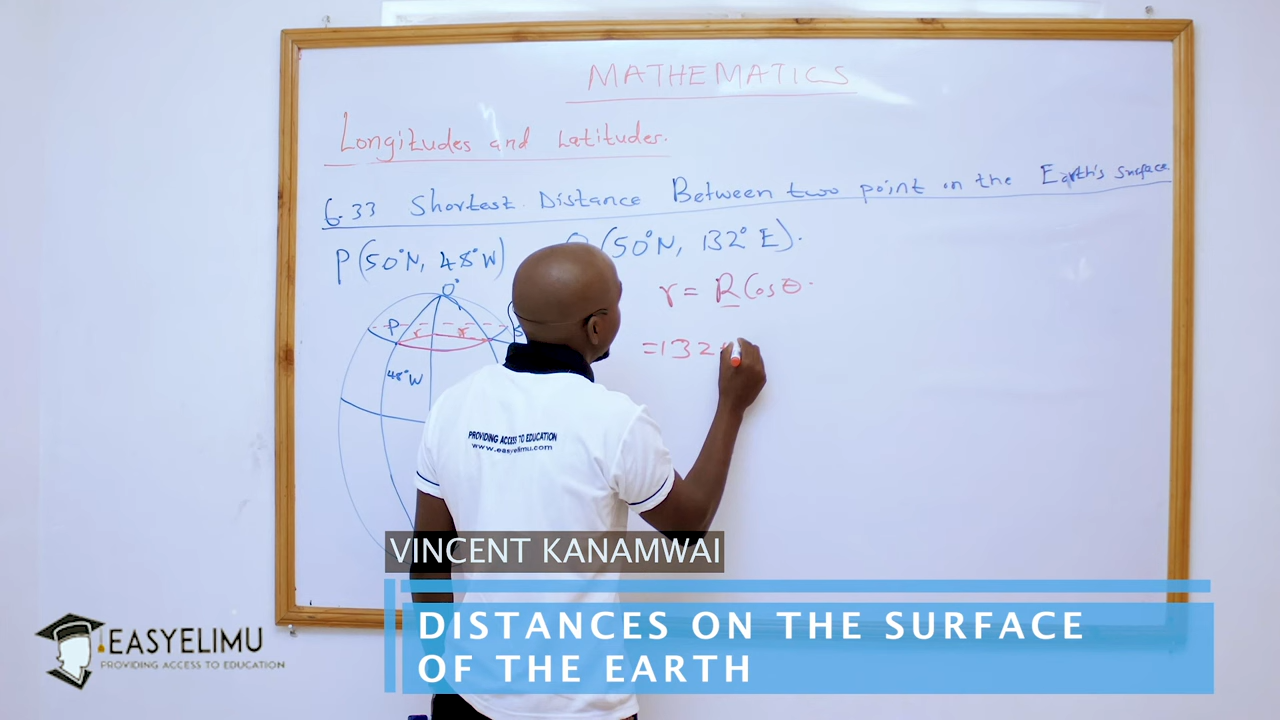 MATHEMATICS
Longitudes and Latitudes.
6.33 Shortest Distance Between two point on the Earth's surface
P(50°N, 48°W) (50°N, 132°E).
r = R Cos θ.
0°
P r r
=132
48°W
PROVIDING ACCESS TO EDUCATION
www.easyelimu.com
VINCENT KANAMWAI
DISTANCES ON THE SURFACE
OF THE EARTH
EASYELIMU
PROVIDING ACCESS TO EDUCATION